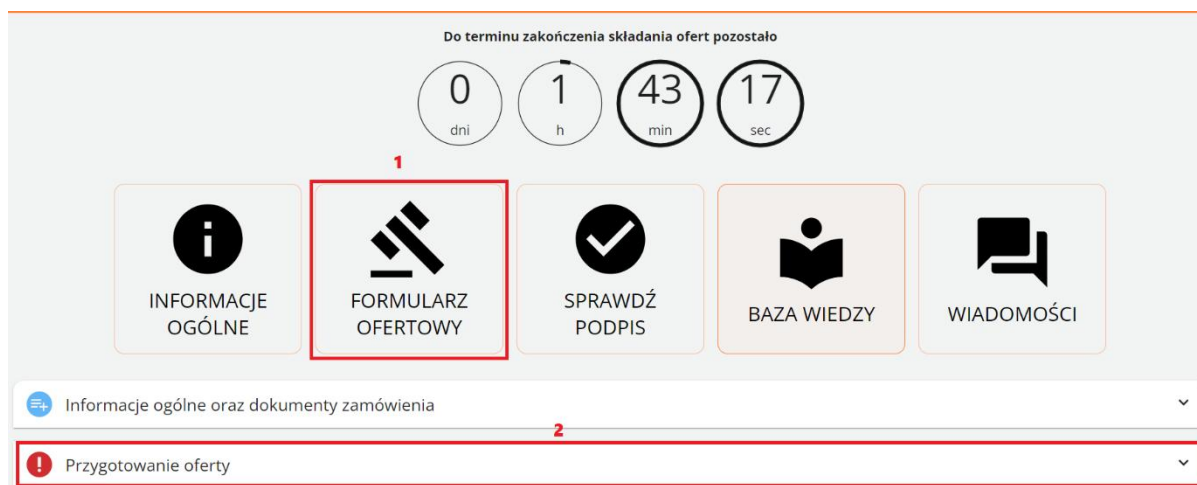 Do terminu zakończenia składania ofert pozostało
0
dni
1
h
43
min
17
sec
1
INFORMACJE
OGÓLNE
FORMULARZ
OFERTOWY
SPRAWDŹ
PODPIS
BAZA WIEDZY
WIADOMOŚCI
Informacje ogólne oraz dokumenty zamówienia
2
Przygotowanie oferty